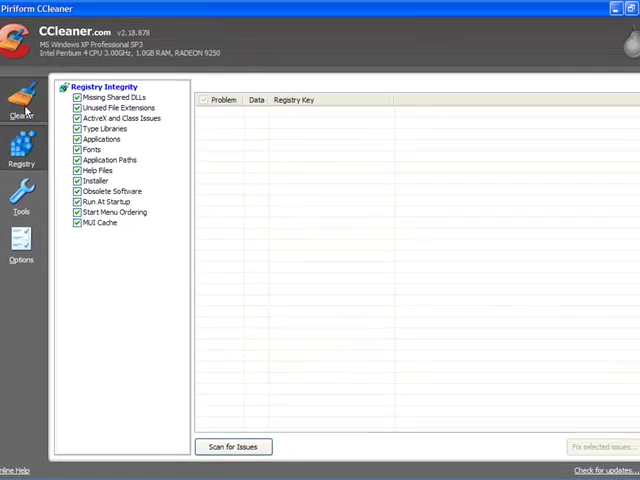 Piriform CCleaner
CCleaner.com v2.18.878
MS Windows XP Professional SP3
Intel Pentium 4 CPU 3.00GHz, 1.0GB RAM, RADEON 9250
Cleaner
Registry
Tools
Options
Registry Integrity
Missing Shared DLLs
Unused File Extensions
ActiveX and Class Issues
Type Libraries
Applications
Fonts
Application Paths
Help Files
Installer
Obsolete Software
Run At Startup
Start Menu Ordering
MUI Cache
Problem Data Registry Key
Scan for Issues
Fix selected issues...
nline Help
Check for updates...